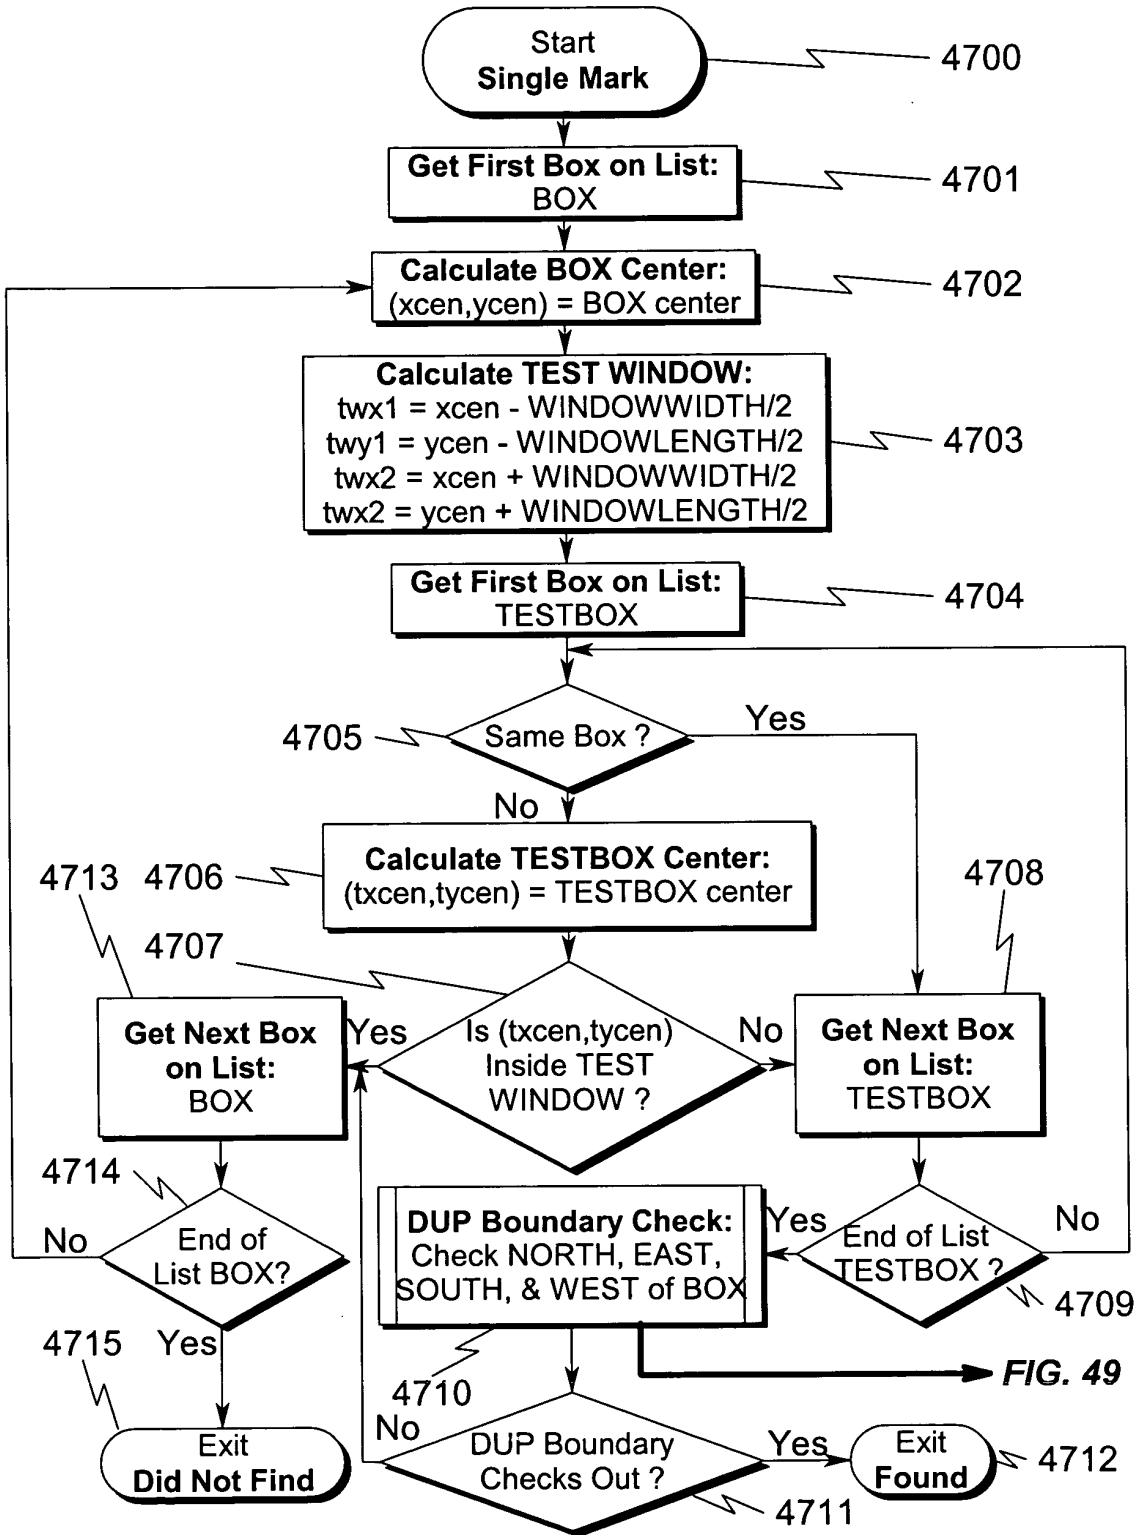 Start
Single Mark
4700
Get First Box on List:
BOX
4701
Calculate BOX Center:
(xcen,ycen) = BOX center
4702
Calculate TEST WINDOW:
twx1 = xcen - WINDOWWIDTH/2
twy1 = ycen - WINDOWLENGTH/2
twx2 = xcen + WINDOWWIDTH/2
twx2 = ycen + WINDOWLENGTH/2
4703
Get First Box on List:
TESTBOX
4704
4705
Same Box ?
Yes
No
Calculate TESTBOX Center:
(txcen,tycen) = TESTBOX center
4713
4706
4708
4707
Get Next Box
on List:
BOX
Yes
Is (txcen,tycen)
Inside TEST
WINDOW ?
No
Get Next Box
on List:
TESTBOX
4714
No
End of
List BOX?
DUP Boundary Check:
Check NORTH, EAST,
SOUTH, & WEST of BOX
Yes
End of List
TESTBOX ?
No
4709
4715
Yes
4710
FIG. 49
Exit
Did Not Find
No
DUP Boundary
Checks Out ?
Yes
Exit
Found
4712
4711